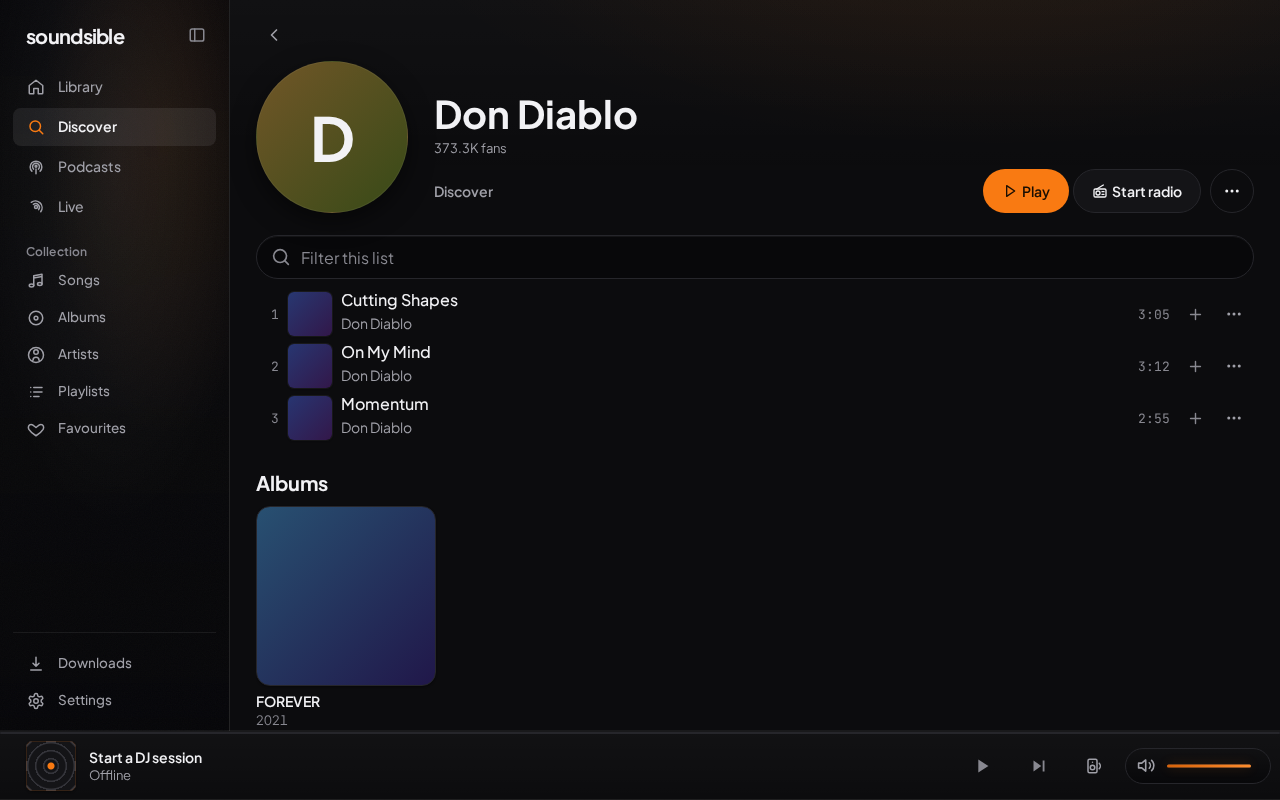 soundsible
Library
Discover
Podcasts
Live
Collection
Songs
Albums
Artists
Playlists
Favourites
Downloads
Settings
D
Don Diablo
373.3K fans
Discover
Play
Start radio
Filter this list
1
Cutting Shapes
Don Diablo
3:05
2
On My Mind
Don Diablo
3:12
3
Momentum
Don Diablo
2:55
Albums
FOREVER
2021
Start a DJ session
Offline